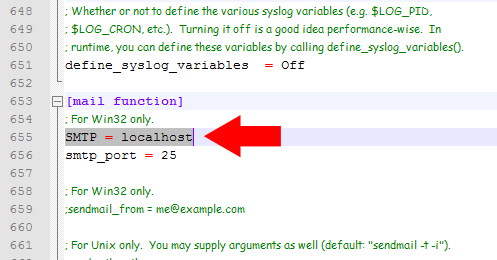 648 ; Whether or not to define the various syslog variables (e.g. $LOG_PID,
649 ; $LOG_CRON, etc.). Turning it off is a good idea performance-wise. In
650 ; runtime, you can define these variables by calling define_syslog_variables().
651 define_syslog_variables = Off
652
653 [mail function]
654 ; For Win32 only.
655 SMTP = localhost
656 smtp_port = 25
657
658 ; For Win32 only.
659 ;sendmail_from = me@example.com
660
661 ; For Unix only. You may supply arguments as well (default: "sendmail -t -i").